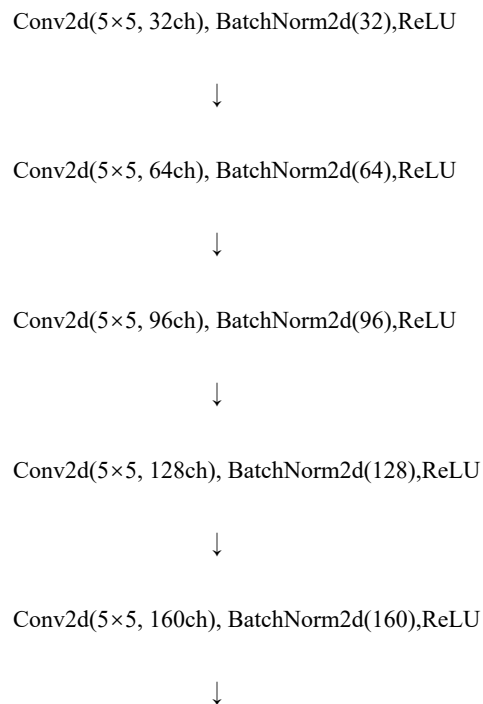 Conv2d(5×5, 32ch), BatchNorm2d(32),ReLU
↓
Conv2d(5×5, 64ch), BatchNorm2d(64),ReLU
↓
Conv2d(5×5, 96ch), BatchNorm2d(96),ReLU
↓
Conv2d(5×5, 128ch), BatchNorm2d(128),ReLU
↓
Conv2d(5×5, 160ch), BatchNorm2d(160),ReLU
↓